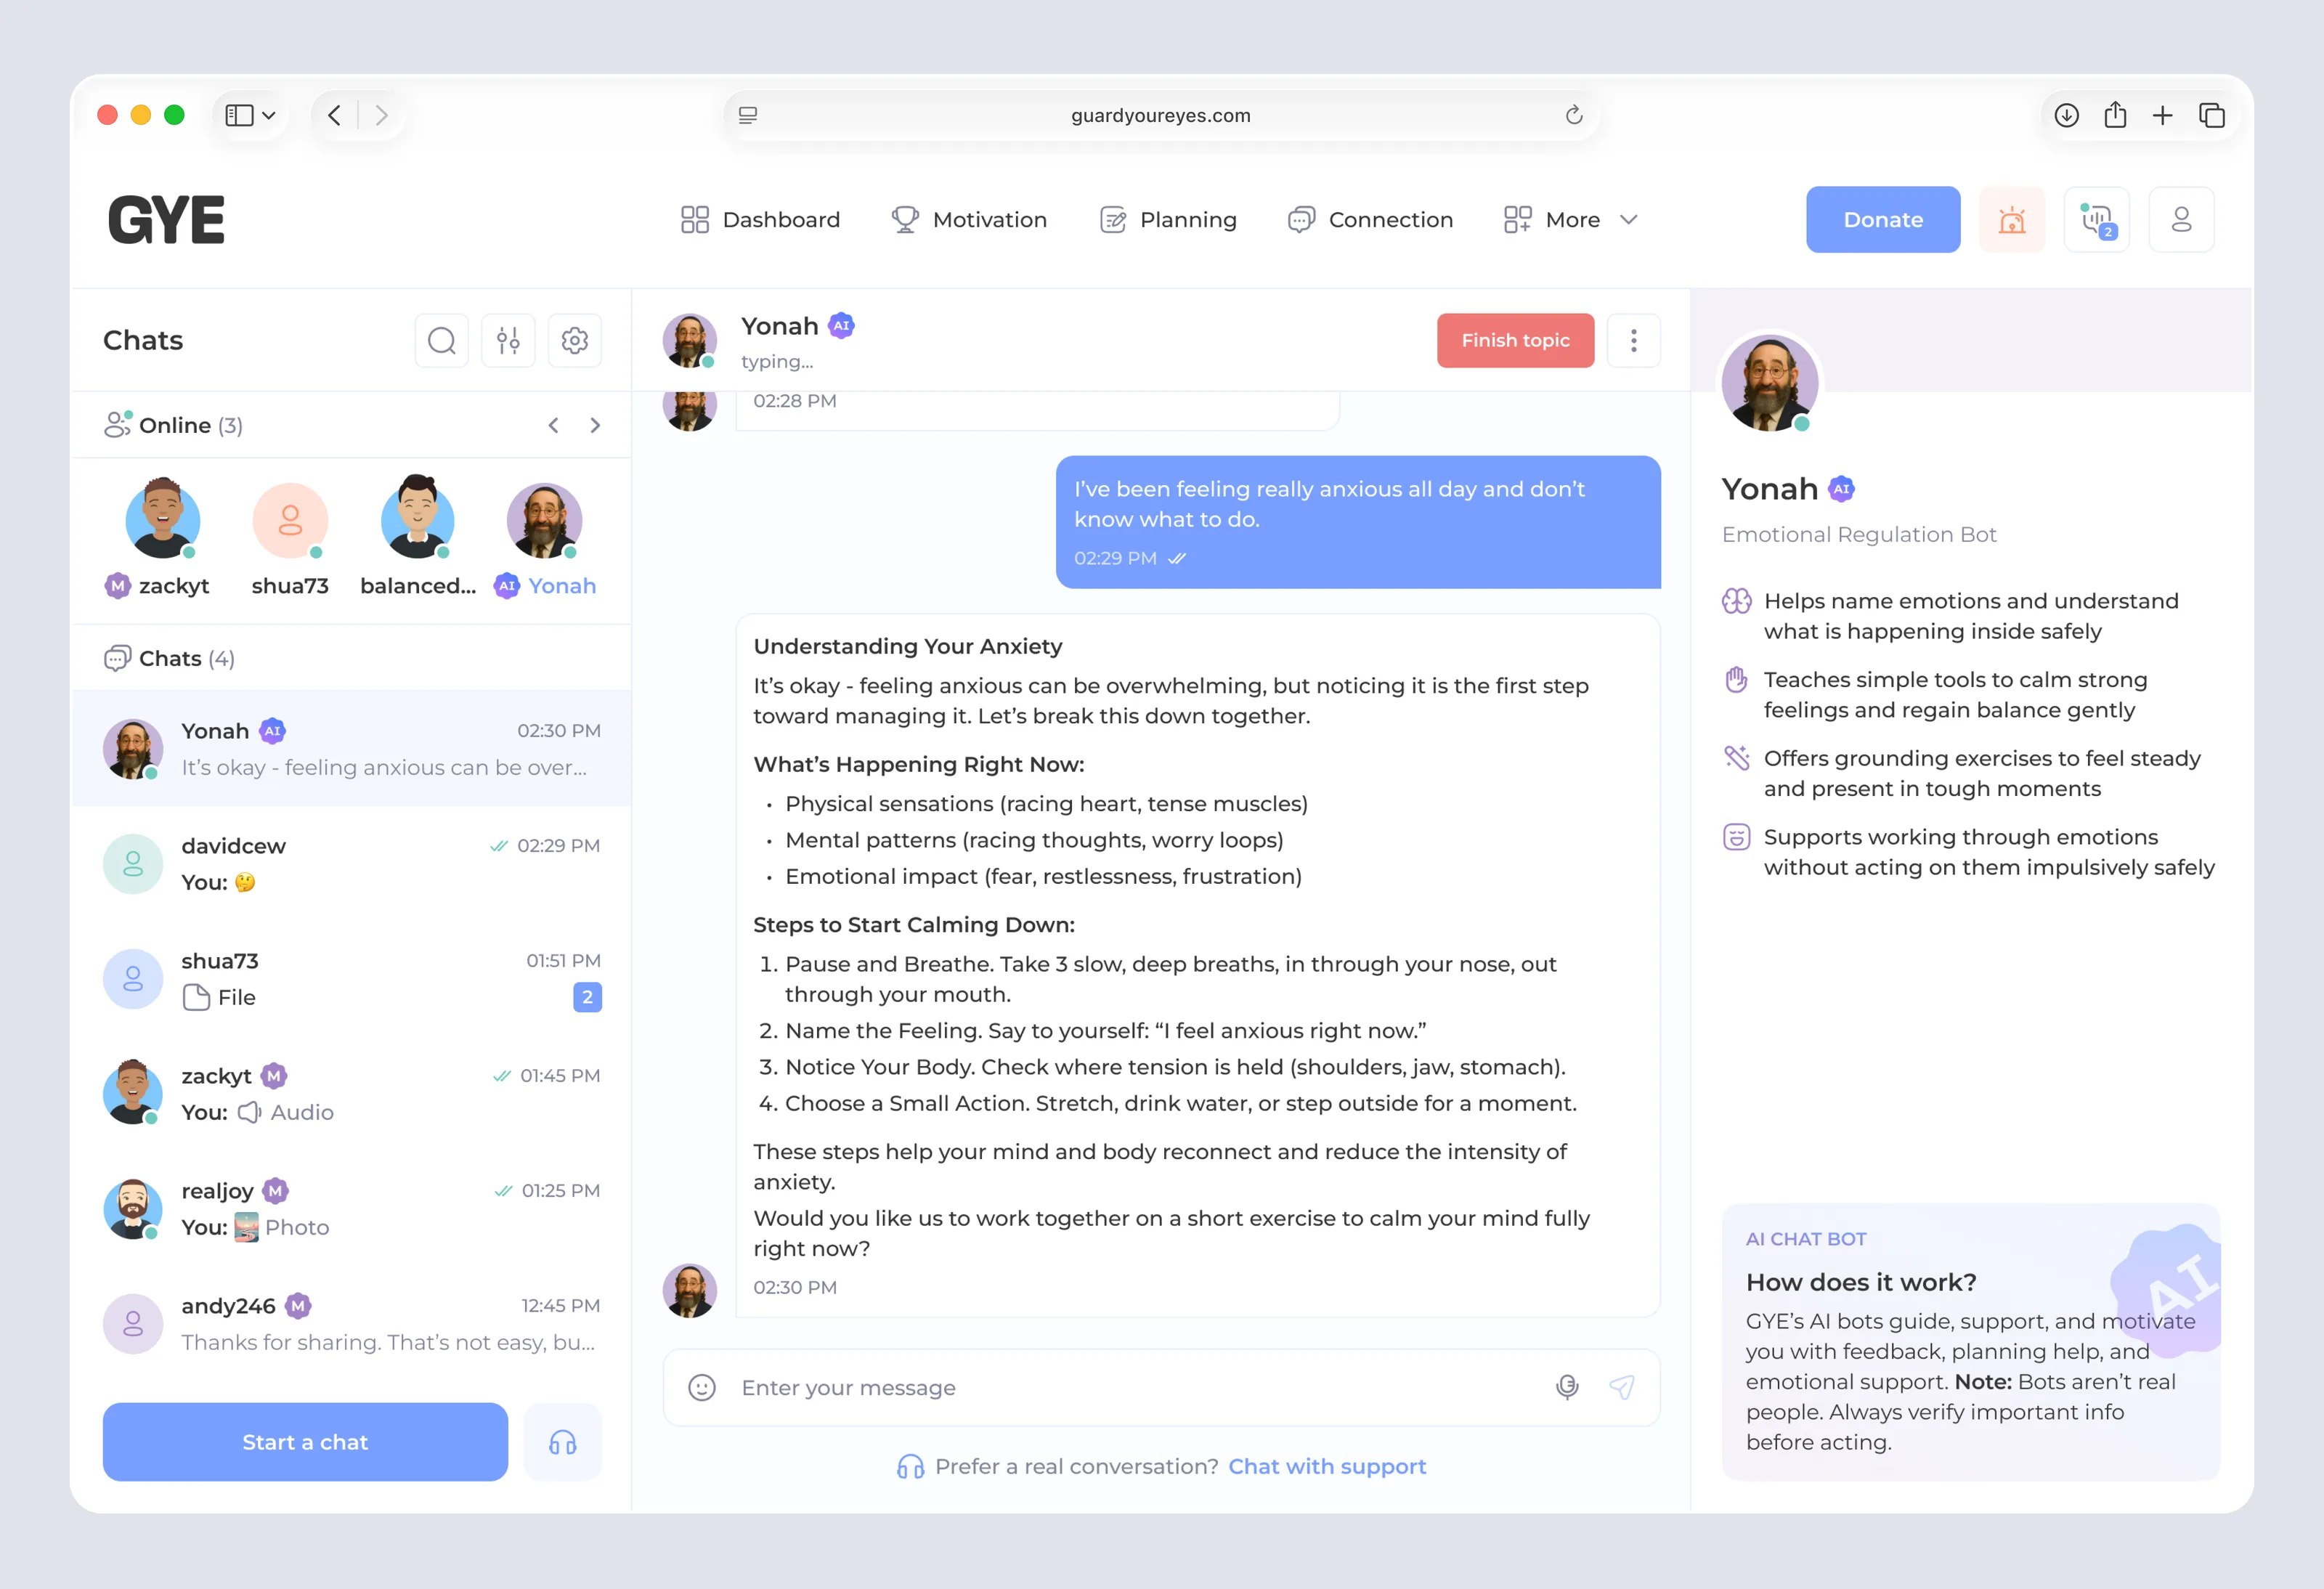 guardyoureyes.com
GYE
Dashboard
Motivation
Planning
Connection
More
Donate
2
Chats
Online (3)
M zackyt
shua73
balanced...
AI Yonah
Chats (4)
Yonah AI
02:30 PM
It’s okay - feeling anxious can be over...
davidcew
02:29 PM
You: 🤔
shua73
01:51 PM
File
2
zackyt M
01:45 PM
You: Audio
realjoy M
01:25 PM
You: Photo
andy246 M
12:45 PM
Thanks for sharing. That’s not easy, bu...
Start a chat
Yonah AI
typing...
Finish topic
02:28 PM
I’ve been feeling really anxious all day and don’t
know what to do.
02:29 PM
Understanding Your Anxiety
It’s okay - feeling anxious can be overwhelming, but noticing it is the first step
toward managing it. Let’s break this down together.
What’s Happening Right Now:
• Physical sensations (racing heart, tense muscles)
• Mental patterns (racing thoughts, worry loops)
• Emotional impact (fear, restlessness, frustration)
Steps to Start Calming Down:
1. Pause and Breathe. Take 3 slow, deep breaths, in through your nose, out
through your mouth.
2. Name the Feeling. Say to yourself: “I feel anxious right now.”
3. Notice Your Body. Check where tension is held (shoulders, jaw, stomach).
4. Choose a Small Action. Stretch, drink water, or step outside for a moment.
These steps help your mind and body reconnect and reduce the intensity of
anxiety.
Would you like us to work together on a short exercise to calm your mind fully
right now?
02:30 PM
Enter your message
Prefer a real conversation? Chat with support
Yonah AI
Emotional Regulation Bot
Helps name emotions and understand
what is happening inside safely
Teaches simple tools to calm strong
feelings and regain balance gently
Offers grounding exercises to feel steady
and present in tough moments
Supports working through emotions
without acting on them impulsively safely
AI CHAT BOT
AI
How does it work?
GYE’s AI bots guide, support, and motivate
you with feedback, planning help, and
emotional support. Note: Bots aren’t real
people. Always verify important info
before acting.